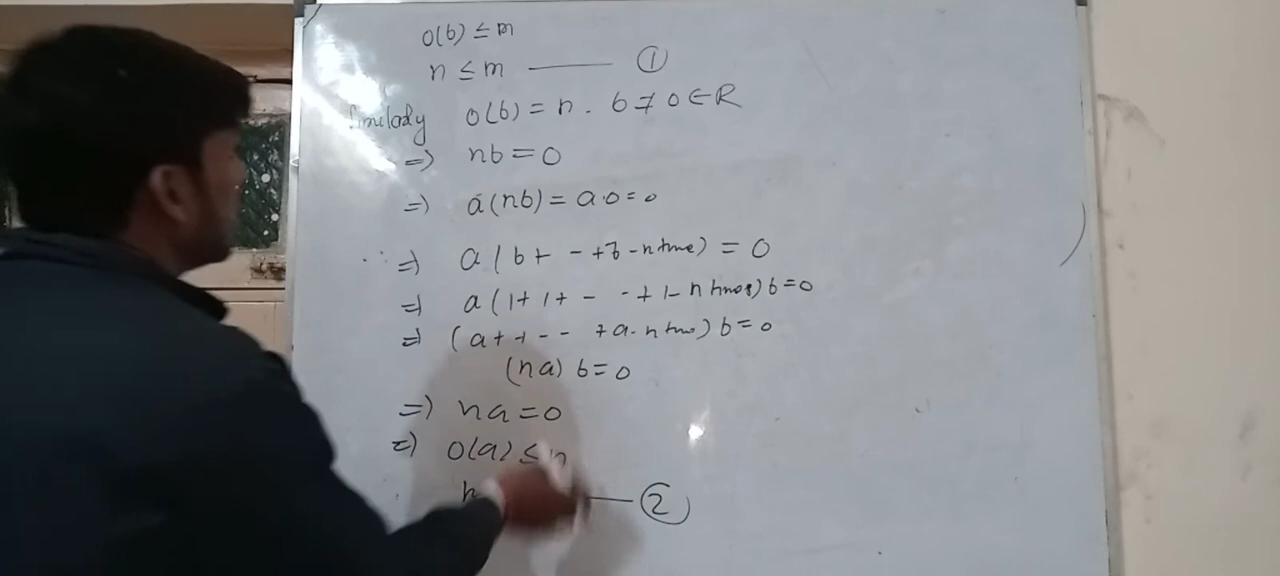 o(b) ≤ m
n ≤ m —— ①
Similarly o(b) = n . b ≠ 0 ∈ R
=> nb = 0
=> a(nb) = a.0 = 0
∴ => a(b+ - +b - n time) = 0
=> a(1+1+ - - +1 - n times) b = 0
=> (a+ + - - +a - n time) b = 0
(na) b = 0
=> na = 0
=> o(a) ≤ n
—— ②